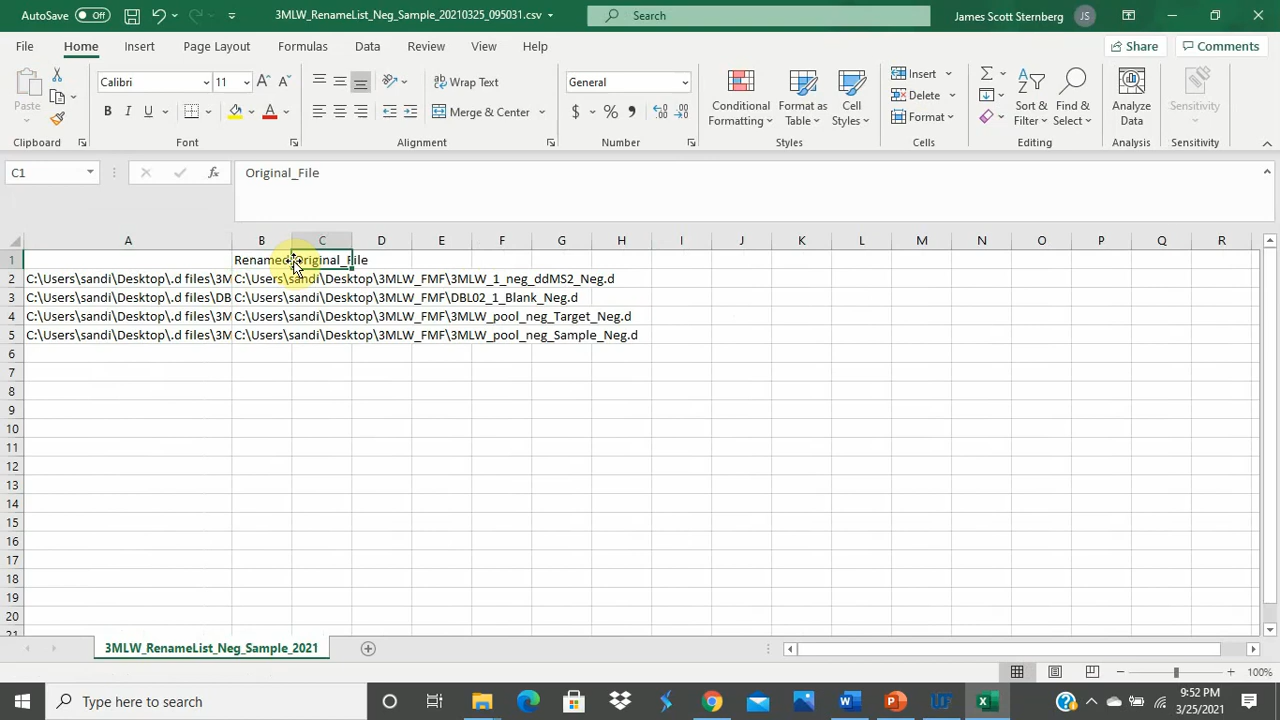 AutoSave Off 3MLW_RenameList_Neg_Sample_20210325_095031.csv Search James Scott Sternberg JS
File Home Insert Page Layout Formulas Data Review View Help Share Comments
Paste Calibri 11 Wrap Text General Conditional Formatting Format as Table Cell Styles Insert Sort & Filter Find & Select Analyze Data Sensitivity
B I U Merge & Center $ % Delete
Format
Clipboard Font Alignment Number Styles Cells Editing Analysis Sensitivity
C1 fx Original_File
A B C D E F G H I J K L M N O P Q R
1 Renamed Original_File
2 C:\Users\sandi\Desktop\.d files\3M C:\Users\sandi\Desktop\3MLW_FMF\3MLW_1_neg_ddMS2_Neg.d
3 C:\Users\sandi\Desktop\.d files\DB C:\Users\sandi\Desktop\3MLW_FMF\DBL02_1_Blank_Neg.d
4 C:\Users\sandi\Desktop\.d files\3M C:\Users\sandi\Desktop\3MLW_FMF\3MLW_pool_neg_Target_Neg.d
5 C:\Users\sandi\Desktop\.d files\3M C:\Users\sandi\Desktop\3MLW_FMF\3MLW_pool_neg_Sample_Neg.d
6
7
8
9
10
11
12
13
14
15
16
17
18
19
20
21
3MLW_RenameList_Neg_Sample_2021
100%
Type here to search 9:52 PM
3/25/2021